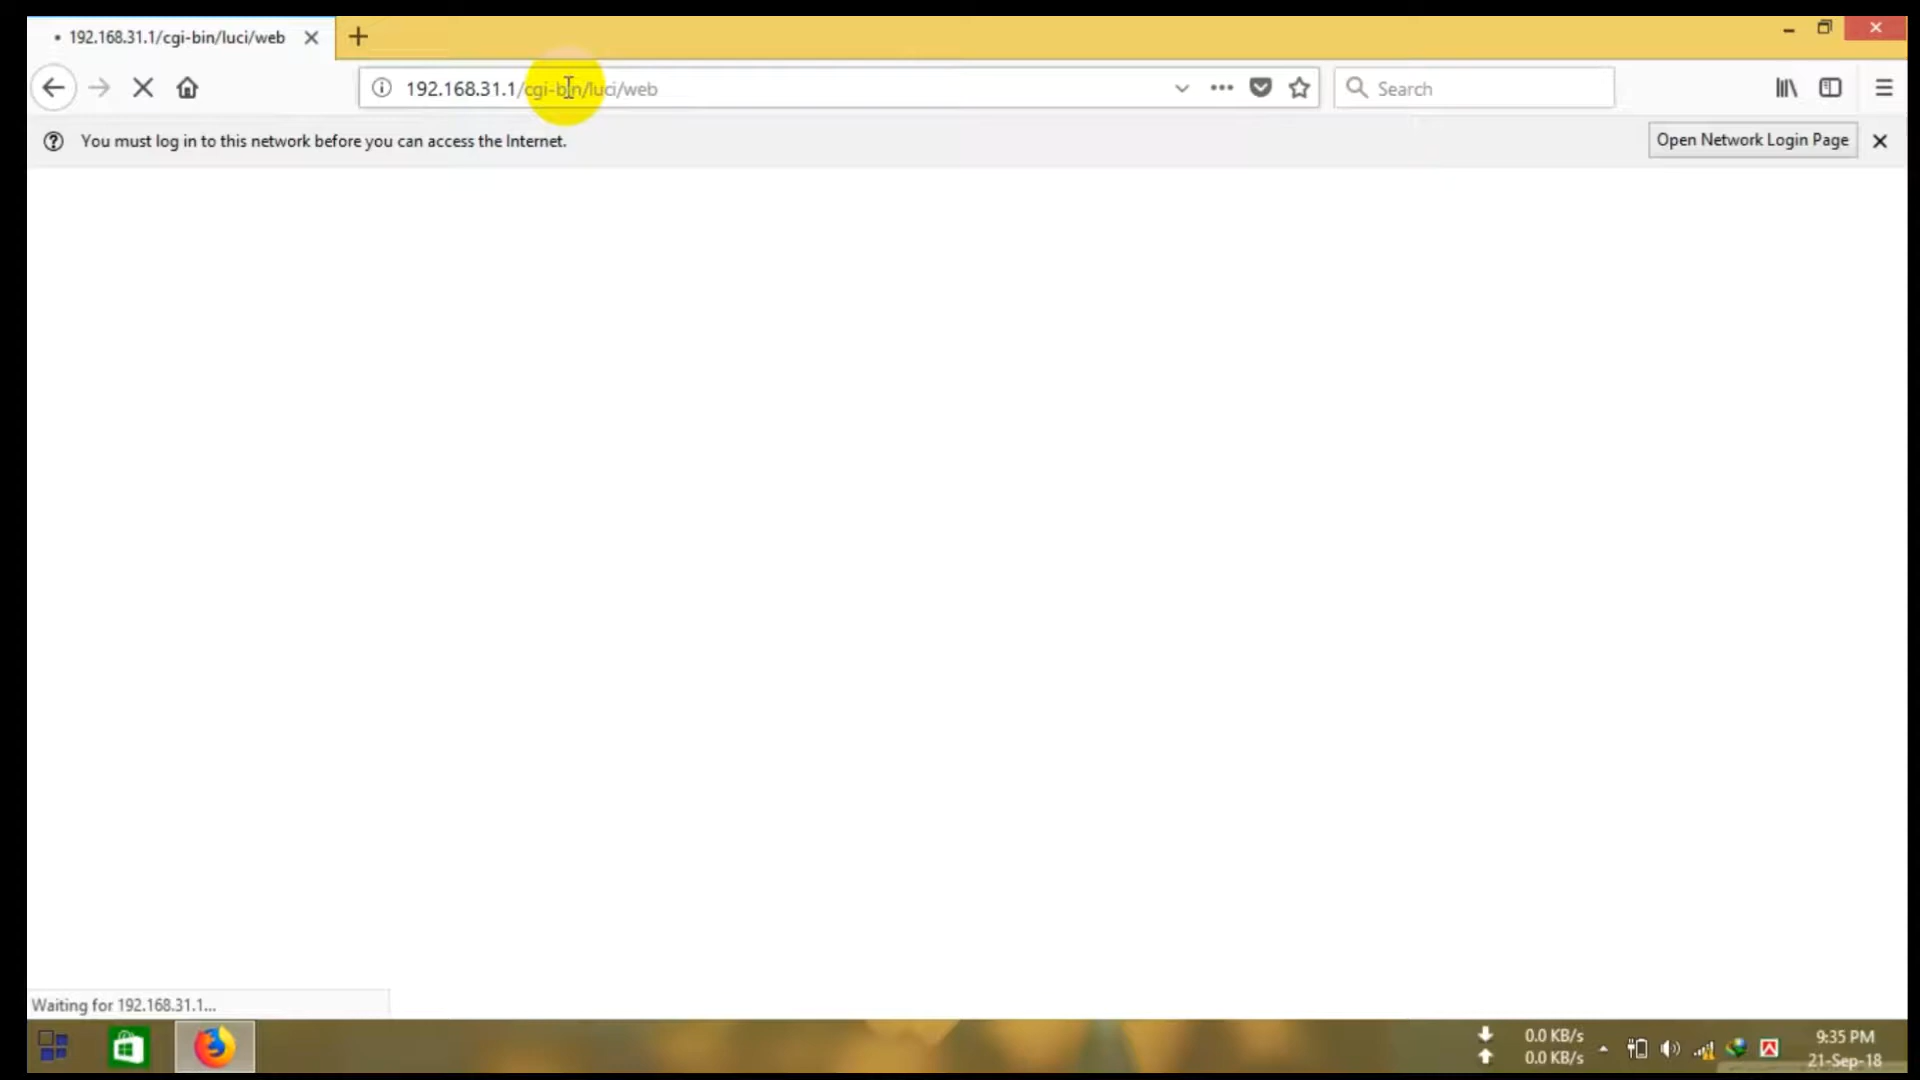 192.168.31.1/cgi-bin/luci/web
192.168.31.1/cgi-bin/luci/web
Search
You must log in to this network before you can access the Internet.
Open Network Login Page
Waiting for 192.168.31.1...
0.0 KB/s
0.0 KB/s
9:35 PM
21-Sep-18